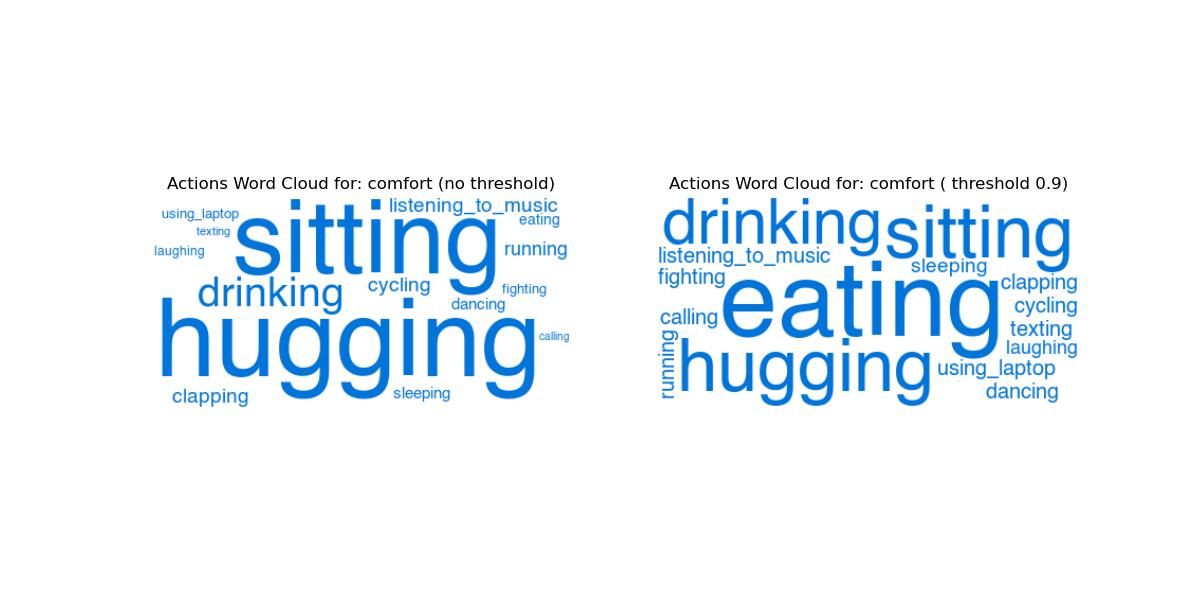 Actions Word Cloud for: comfort (no threshold)
using_laptop
listening_to_music
eating
texting
sitting
laughing
running
drinking
cycling
fighting
dancing
hugging
calling
clapping
sleeping
Actions Word Cloud for: comfort ( threshold 0.9)
drinking
sitting
listening_to_music
sleeping
fighting
eating
clapping
cycling
calling
texting
running
hugging
laughing
using_laptop
dancing